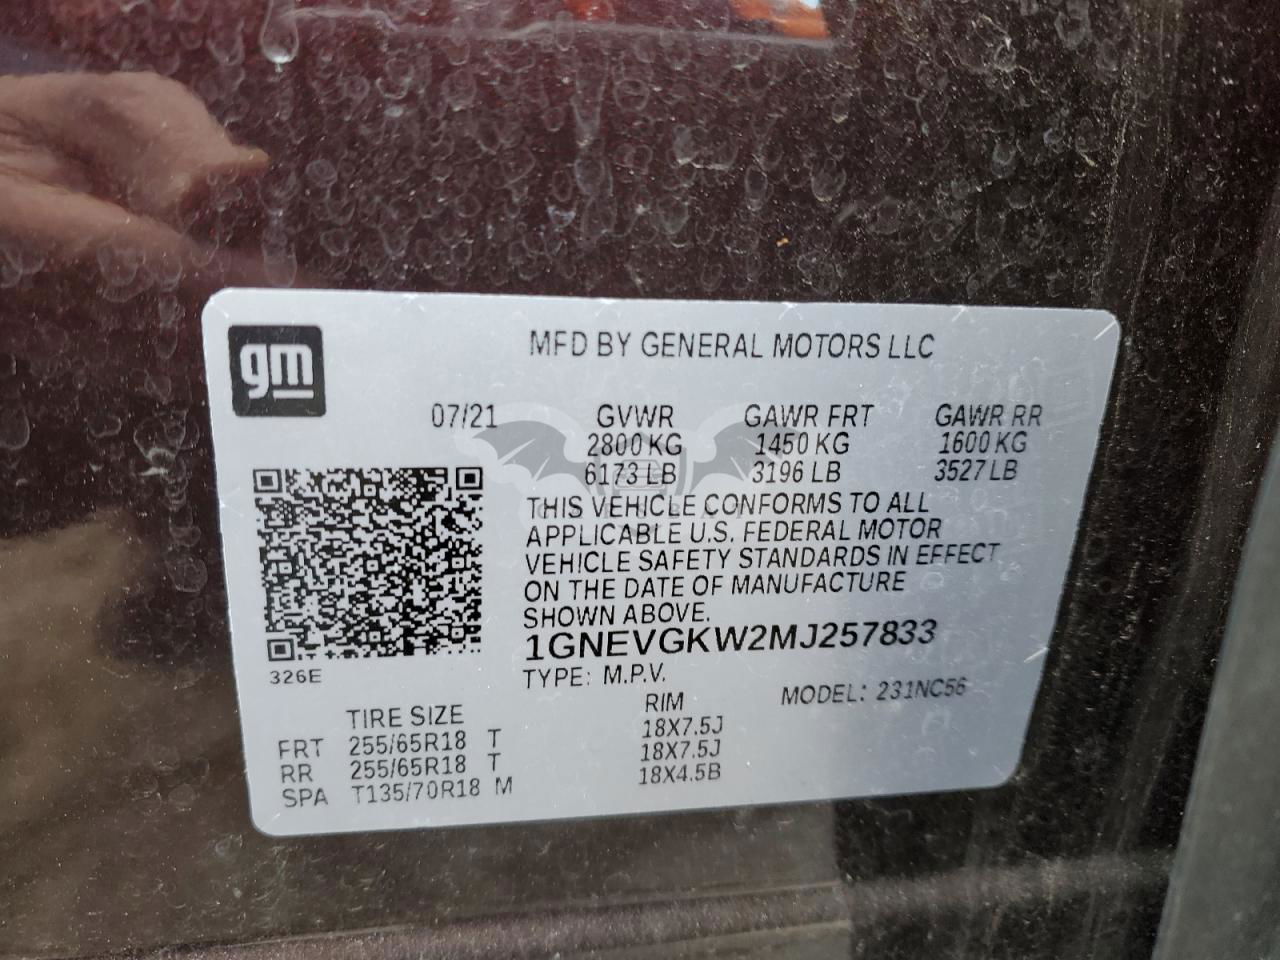 gm
MFD BY GENERAL MOTORS LLC
07/21 GVWR GAWR FRT GAWR RR
2800 KG 1450 KG 1600 KG
6173 LB 3196 LB 3527 LB
THIS VEHICLE CONFORMS TO ALL
APPLICABLE U.S. FEDERAL MOTOR
VEHICLE SAFETY STANDARDS IN EFFECT
ON THE DATE OF MANUFACTURE
SHOWN ABOVE.
1GNEVGKW2MJ257833
326E
TYPE: M.P.V. MODEL: 231NC56
TIRE SIZE RIM
FRT 255/65R18 T 18X7.5J
RR 255/65R18 T 18X7.5J
SPA T135/70R18 M 18X4.5B